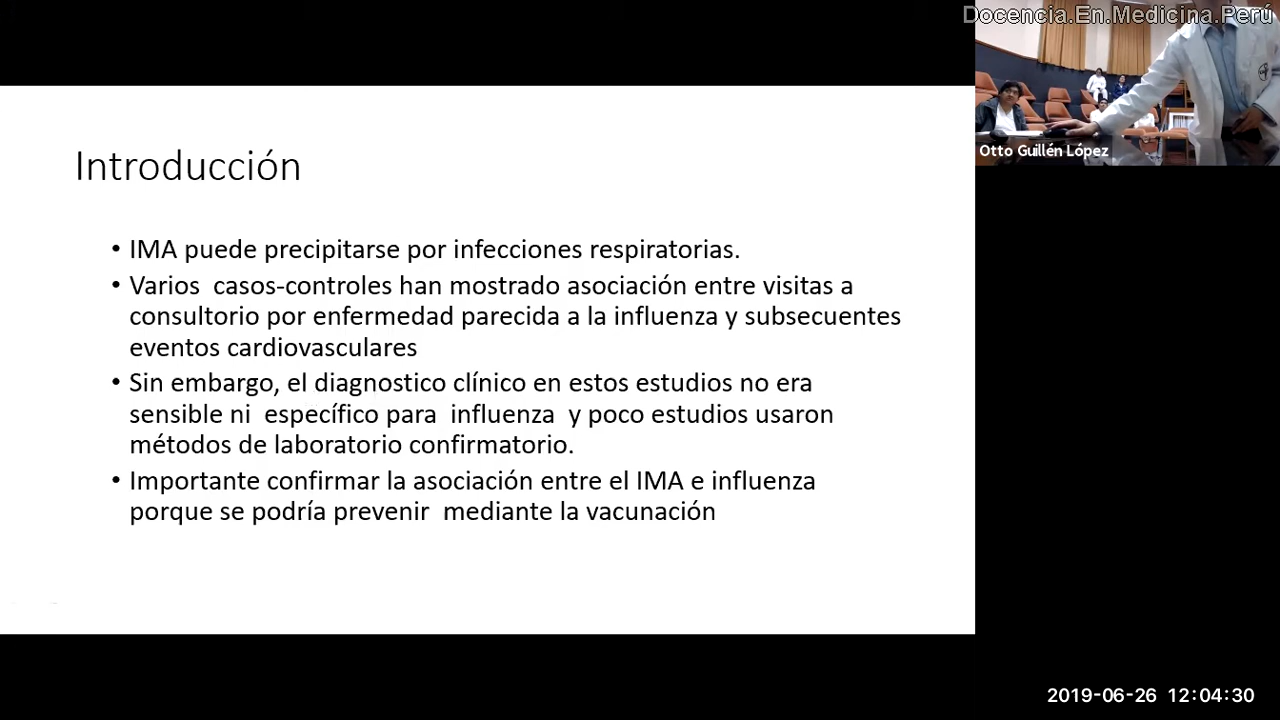 Docencia.En.Medicina.Perú
Otto Guillén López
Introducción
• IMA puede precipitarse por infecciones respiratorias.
• Varios casos-controles han mostrado asociación entre visitas a
consultorio por enfermedad parecida a la influenza y subsecuentes
eventos cardiovasculares
• Sin embargo, el diagnostico clínico en estos estudios no era
sensible ni específico para influenza y poco estudios usaron
métodos de laboratorio confirmatorio.
• Importante confirmar la asociación entre el IMA e influenza
porque se podría prevenir mediante la vacunación
2019-06-26 12:04:30